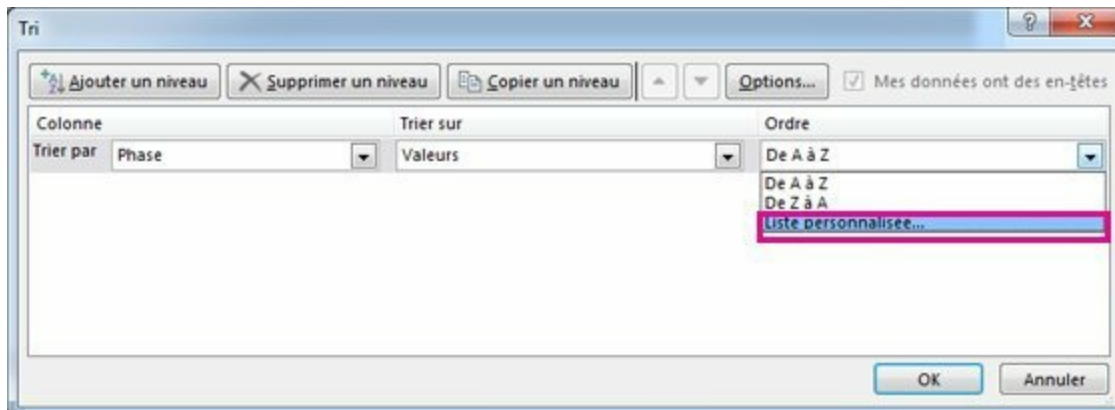 Tri
Ajouter un niveau Supprimer un niveau Copier un niveau Options... Mes données ont des en-têtes
Colonne Trier sur Ordre
Trier par Phase Valeurs De A à Z
De A à Z
De Z à A
Liste personnalisée...
OK Annuler